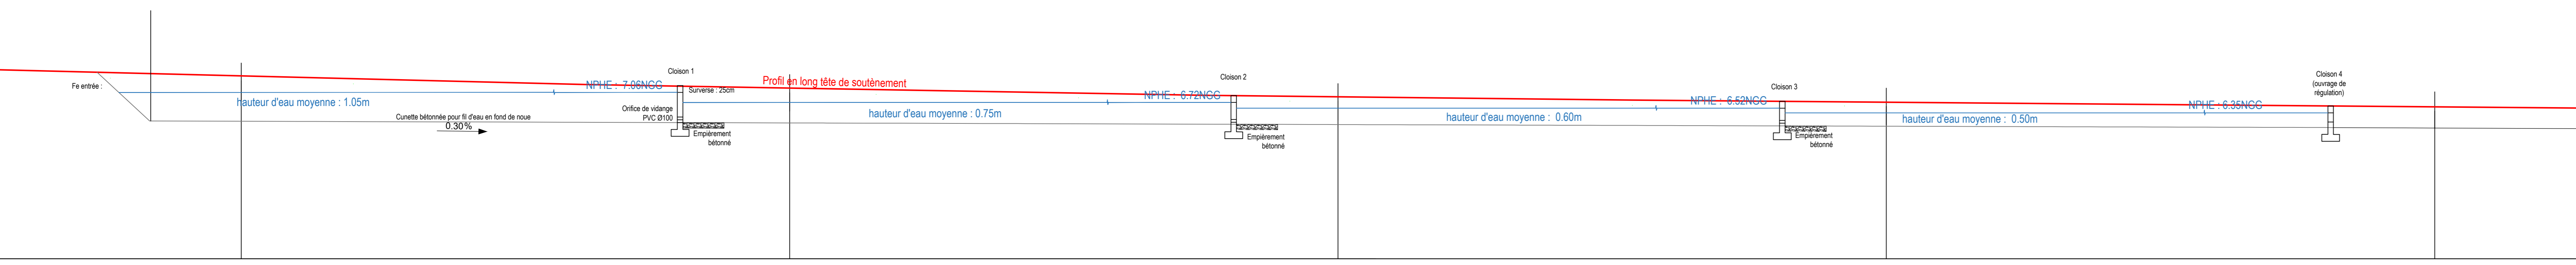 Fe entrée :
hauteur d'eau moyenne : 1.05m
Cunette bétonnée pour fil d'eau en fond de noue
0.30%
NPHE : 7.06NGG
Cloison 1
Surverse : 25cm
Orifice de vidange
PVC Ø100
Empièrement
bétonné
Profil en long tête de soutènement
hauteur d'eau moyenne : 0.75m
NPHE : 6.72NGG
Cloison 2
Empièrement
bétonné
hauteur d'eau moyenne : 0.60m
NPHE : 6.52NGG
Cloison 3
Empièrement
bétonné
hauteur d'eau moyenne : 0.50m
NPHE : 6.35NGG
Cloison 4
(ouvrage de
régulation)